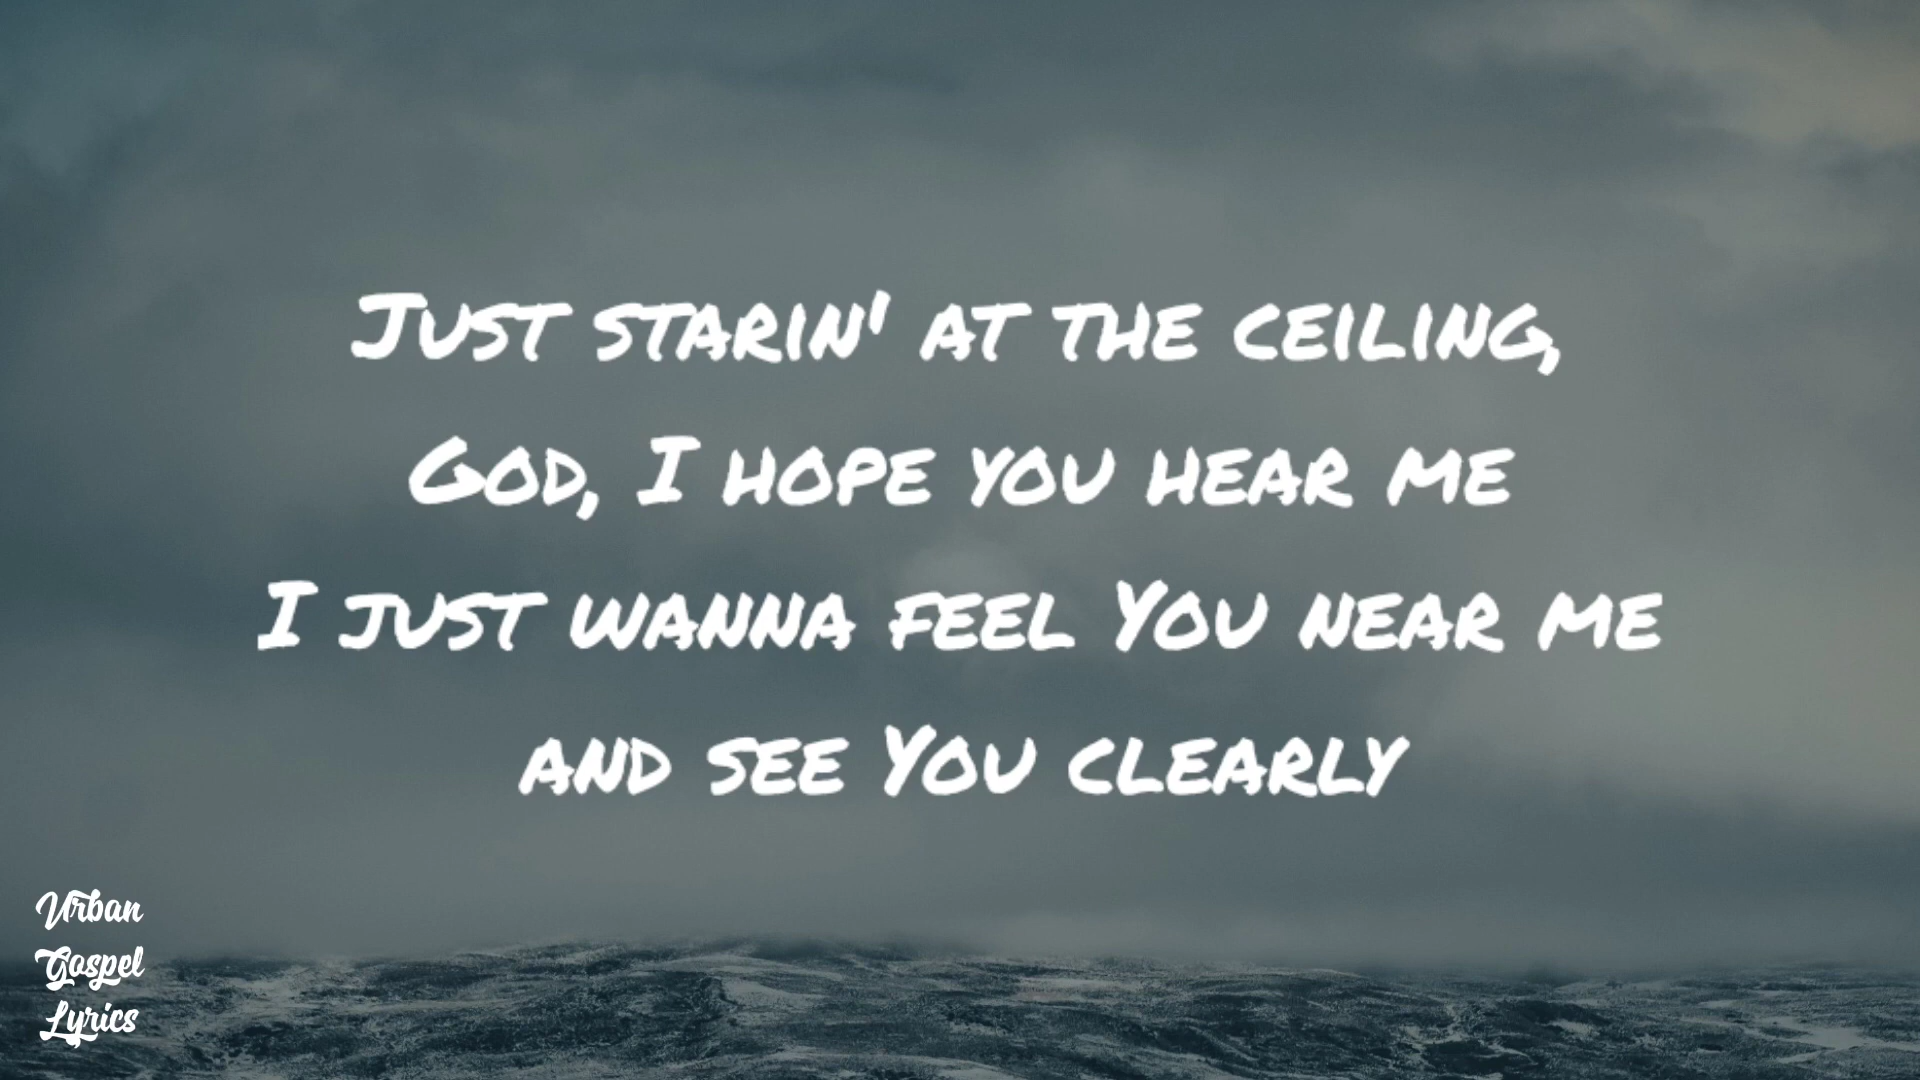 Just starin' at the ceiling,
God, I hope you hear me
I just wanna feel You near me
and see You clearly
Urban
Gospel
Lyrics